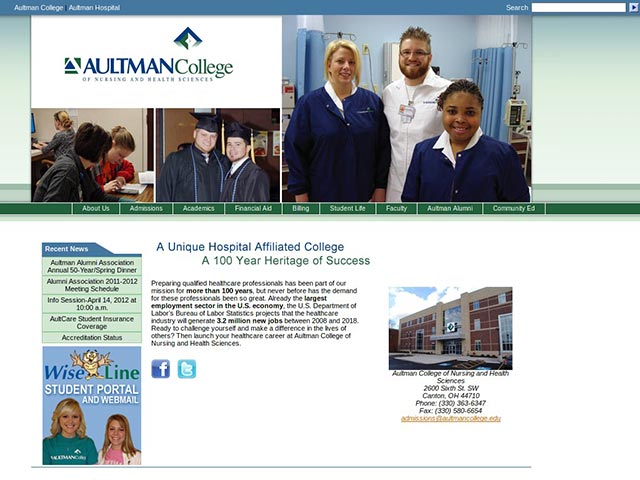 Aultman College | Aultman Hospital
Search
AULTMANCollege
OF NURSING AND HEALTH SCIENCES
About Us
Admissions
Academics
Financial Aid
Billing
Student Life
Faculty
Aultman Alumni
Community Ed
Recent News
Aultman Alumni Association
Annual 50-Year/Spring Dinner
Alumni Association 2011-2012
Meeting Schedule
Info Session-April 14, 2012 at
10:00 a.m.
AultCare Student Insurance
Coverage
Accreditation Status
Wise Line
STUDENT PORTAL
AND WEBMAIL
AULTMANCollege
A Unique Hospital Affiliated College
A 100 Year Heritage of Success
Preparing qualified healthcare professionals has been part of our
mission for more than 100 years, but never before has the demand
for these professionals been so great. Already the largest
employment sector in the U.S. economy, the U.S. Department of
Labor's Bureau of Labor Statistics projects that the healthcare
industry will generate 3.2 million new jobs between 2008 and 2018.
Ready to challenge yourself and make a difference in the lives of
others? Then launch your healthcare career at Aultman College of
Nursing and Health Sciences.
Aultman College of Nursing and Health
Sciences
2600 Sixth St. SW
Canton, OH 44710
Phone: (330) 363-6347
Fax: (330) 580-6654
admissions@aultmancollege.edu